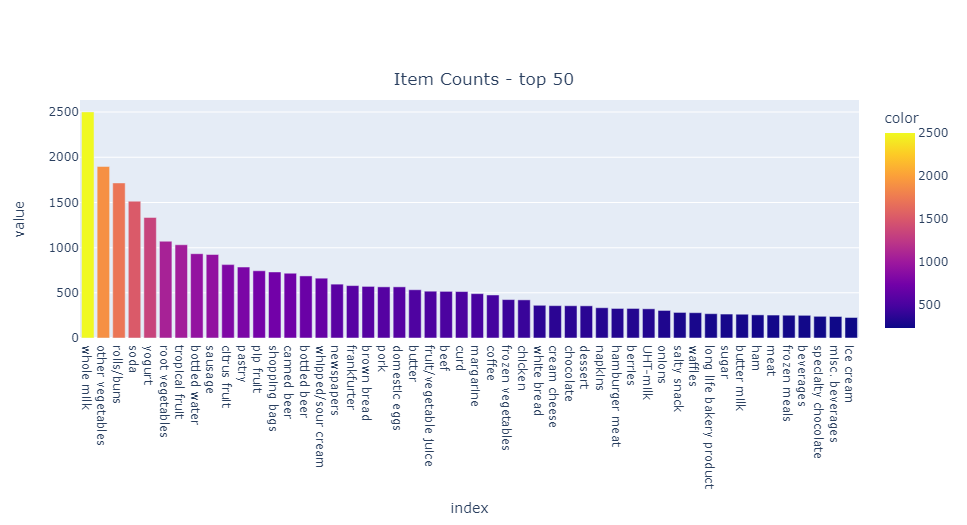 Item Counts - top 50
color
value
2500
2000
1500
1000
500
0
2500
2000
1500
1000
500
whole milk
other vegetables
rolls/buns
soda
yogurt
root vegetables
tropical fruit
bottled water
sausage
citrus fruit
pastry
pip fruit
shopping bags
canned beer
bottled beer
whipped/sour cream
newspapers
frankfurter
brown bread
pork
domestic eggs
butter
fruit/vegetable juice
beef
curd
margarine
coffee
frozen vegetables
chicken
white bread
cream cheese
chocolate
dessert
napkins
hamburger meat
berries
UHT-milk
onions
salty snack
waffles
long life bakery product
sugar
butter milk
ham
meat
frozen meals
beverages
specialty chocolate
misc. beverages
ice cream
index